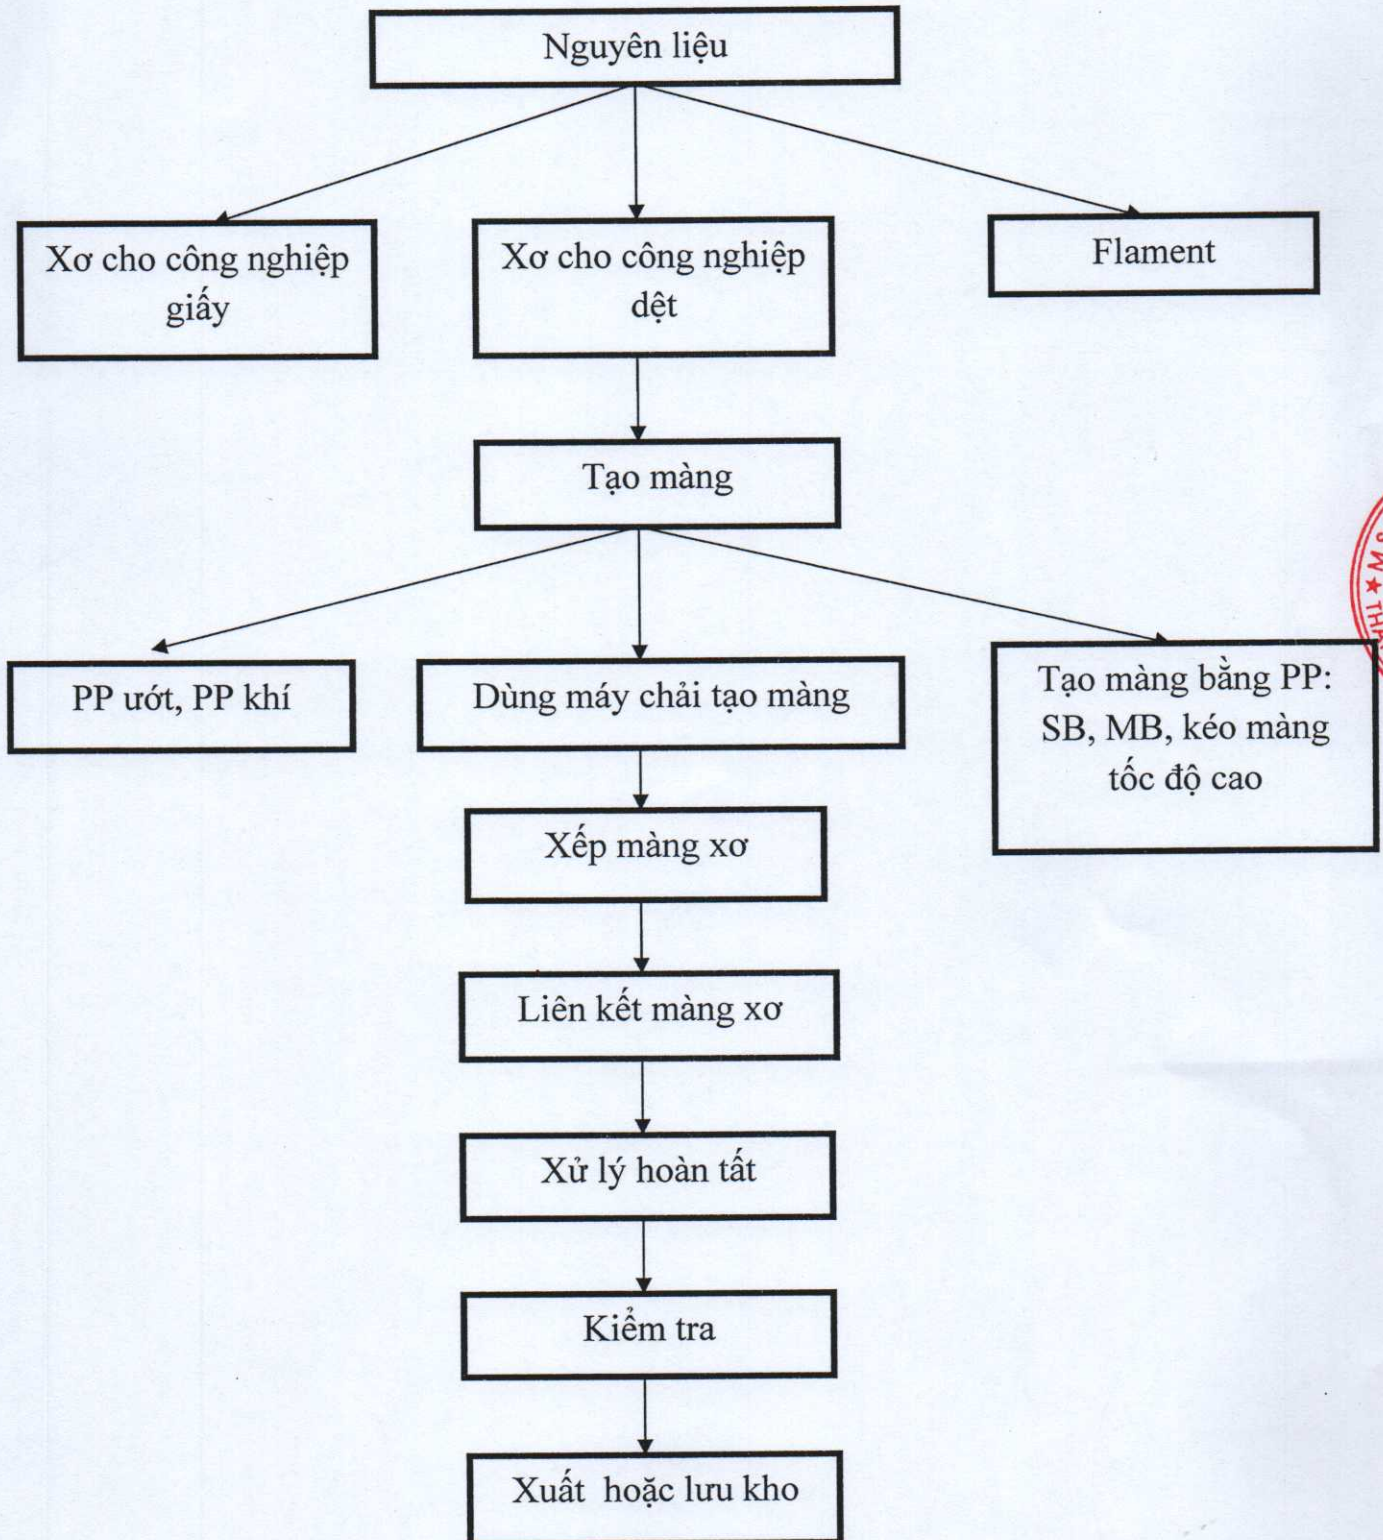 Nguyên liệu
Xơ cho công nghiệp
giấy
Xơ cho công nghiệp
dệt
Flament
Tạo màng
PP ướt, PP khí
Dùng máy chải tạo màng
Tạo màng bằng PP:
SB, MB, kéo màng
tốc độ cao
Xếp màng xơ
Liên kết màng xơ
Xử lý hoàn tất
Kiểm tra
Xuất hoặc lưu kho